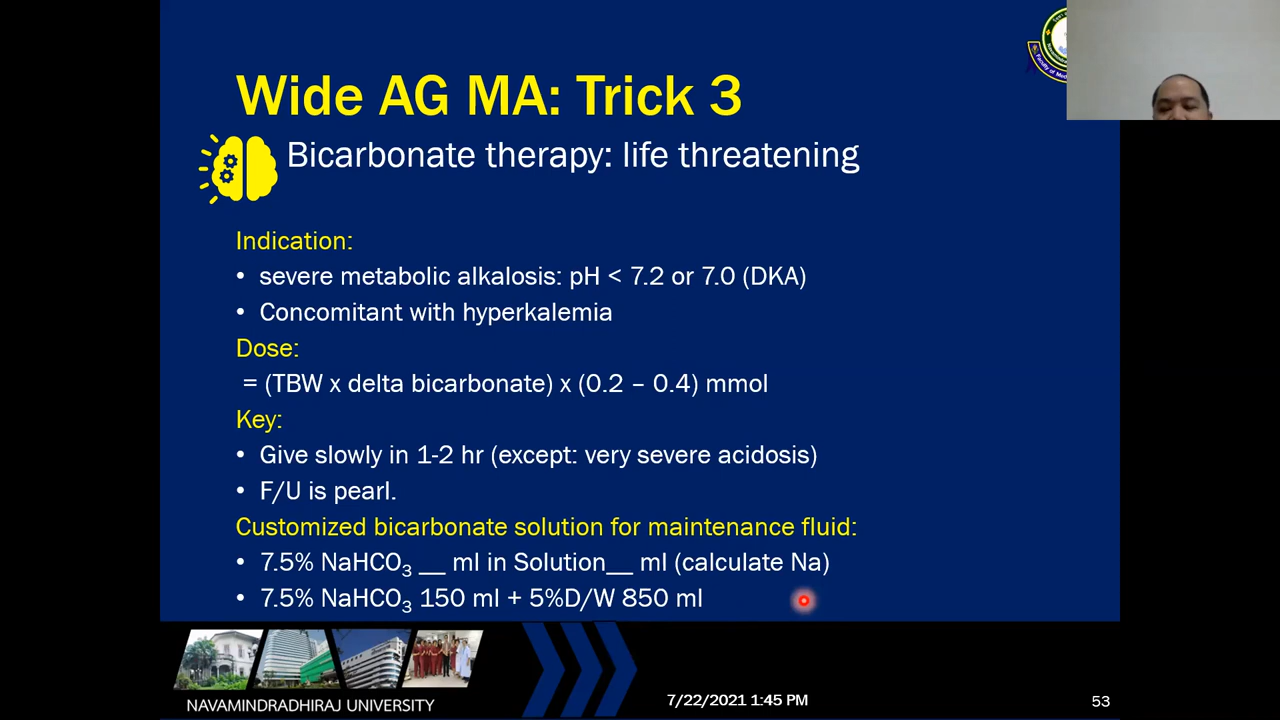 Wide AG MA: Trick 3
Bicarbonate therapy: life threatening
Indication:
• severe metabolic alkalosis: pH < 7.2 or 7.0 (DKA)
• Concomitant with hyperkalemia
Dose:
= (TBW x delta bicarbonate) x (0.2 – 0.4) mmol
Key:
• Give slowly in 1-2 hr (except: very severe acidosis)
• F/U is pearl.
Customized bicarbonate solution for maintenance fluid:
• 7.5% NaHCO₃ __ ml in Solution__ ml (calculate Na)
• 7.5% NaHCO₃ 150 ml + 5%D/W 850 ml
NAVAMINDRADHIRAJ UNIVERSITY
7/22/2021 1:45 PM
53